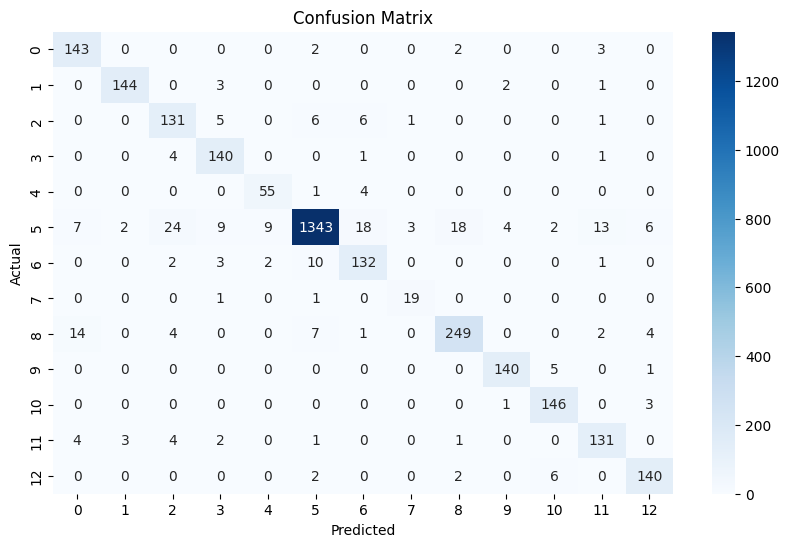 Confusion Matrix
0 143 0 0 0 0 2 0 0 2 0 0 3 0
1 0 144 0 3 0 0 0 0 0 2 0 1 0
2 0 0 131 5 0 6 6 1 0 0 0 1 0
3 0 0 4 140 0 0 1 0 0 0 0 1 0
4 0 0 0 0 55 1 4 0 0 0 0 0 0
5 7 2 24 9 9 1343 18 3 18 4 2 13 6
6 0 0 2 3 2 10 132 0 0 0 0 1 0
7 0 0 0 1 0 1 0 19 0 0 0 0 0
8 14 0 4 0 0 7 1 0 249 0 0 2 4
9 0 0 0 0 0 0 0 0 0 140 5 0 1
10 0 0 0 0 0 0 0 0 0 1 146 0 3
11 4 3 4 2 0 1 0 0 1 0 0 131 0
12 0 0 0 0 0 2 0 0 2 0 6 0 140
0 1 2 3 4 5 6 7 8 9 10 11 12
Predicted
Actual
1200
1000
800
600
400
200
0